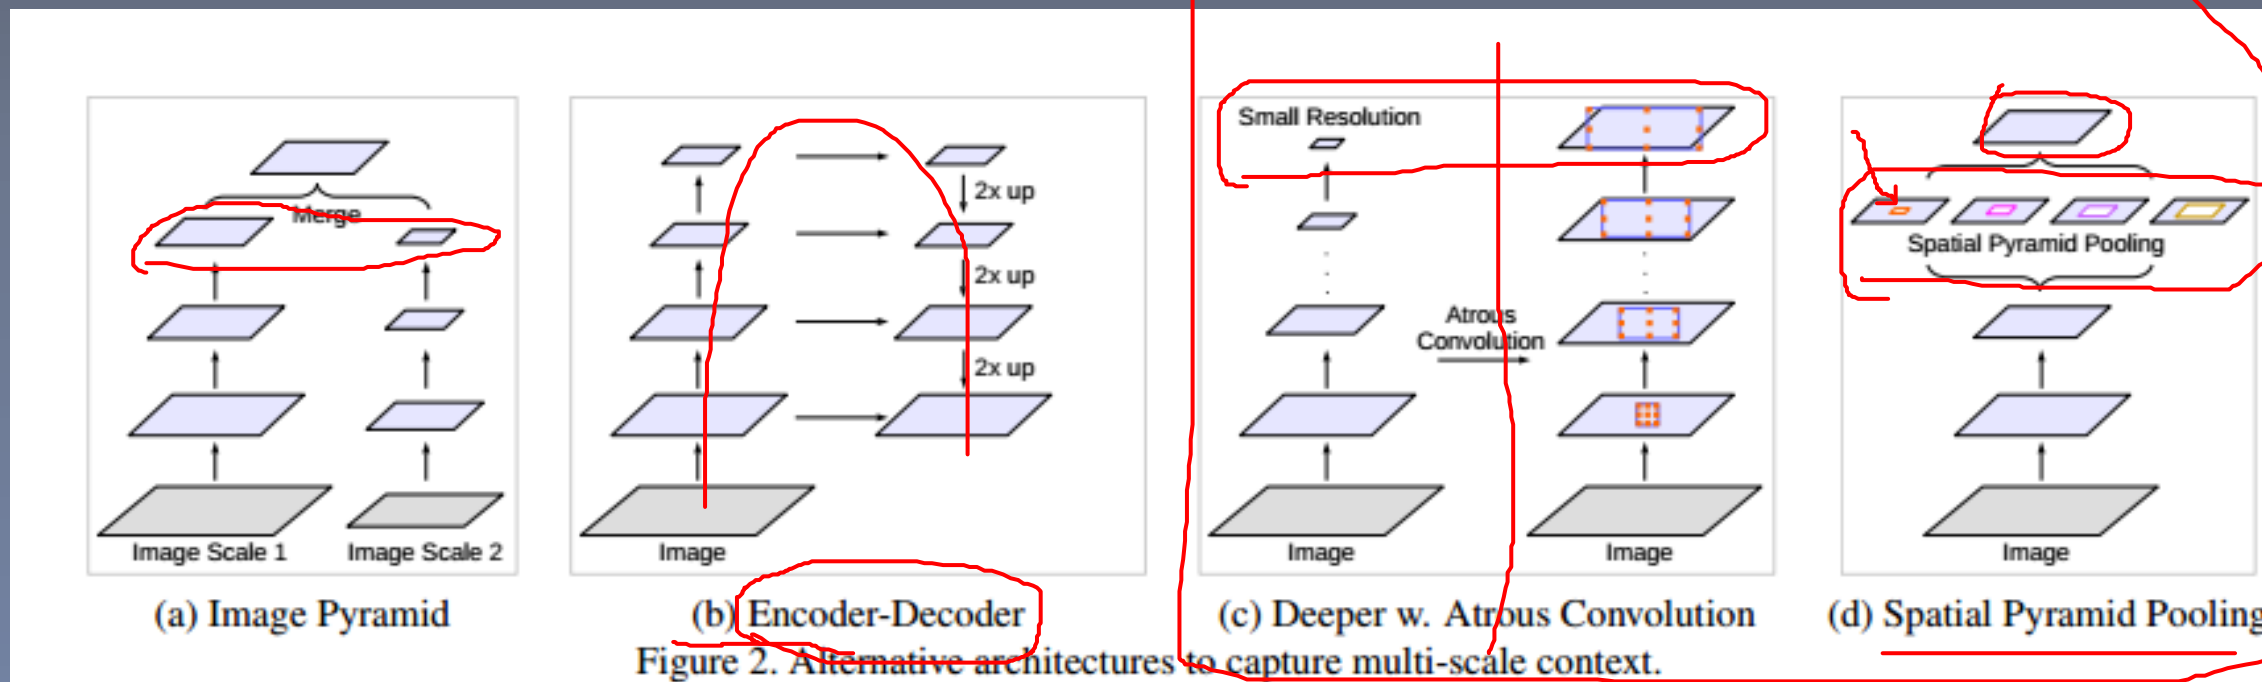 Merge
Image Scale 1
Image Scale 2
(a) Image Pyramid
2x up
2x up
2x up
Image
(b) Encoder-Decoder
Small Resolution
Atrous
Convolution
Image
Image
(c) Deeper w. Atrous Convolution
Spatial Pyramid Pooling
Image
(d) Spatial Pyramid Pooling
Figure 2. Alternative architectures to capture multi-scale context.